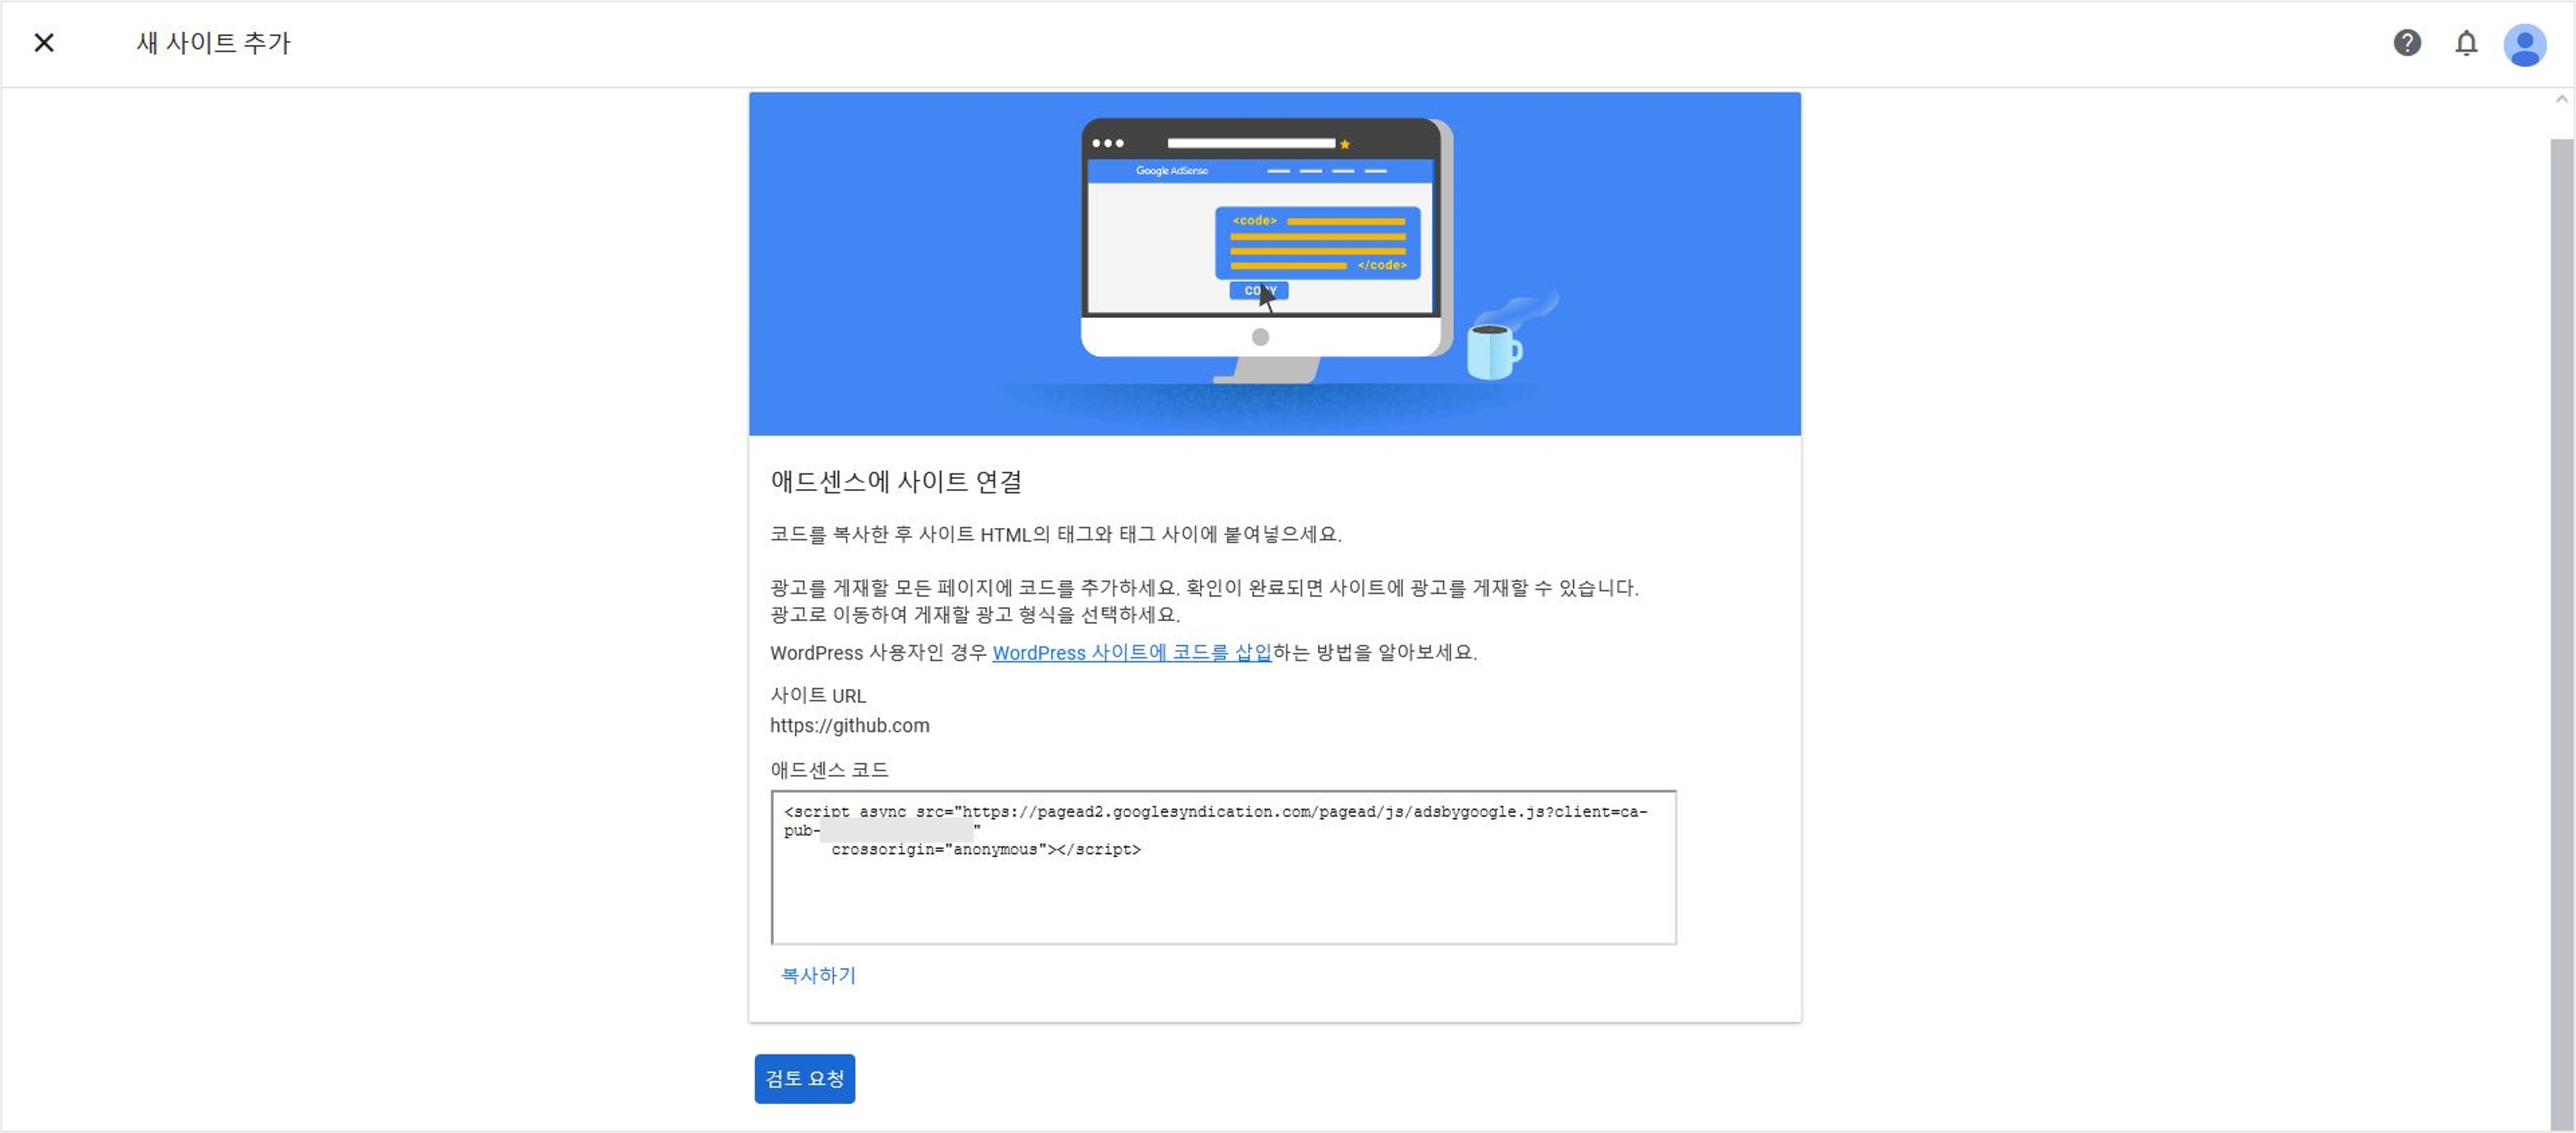 새 사이트 추가
Google AdSense
<code>
</code>
애드센스에 사이트 연결
코드를 복사한 후 사이트 HTML의 태그와 태그 사이에 붙여넣으세요.
광고를 게재할 모든 페이지에 코드를 추가하세요. 확인이 완료되면 사이트에 광고를 게재할 수 있습니다.
광고로 이동하여 게재할 광고 형식을 선택하세요.
WordPress 사용자인 경우 WordPress 사이트에 코드를 삽입하는 방법을 알아보세요.
사이트 URL
https://github.com
애드센스 코드
<script async src="https://pagead2.googlesyndication.com/pagead/js/adsbygoogle.js?client=ca-
pub-"
crossorigin="anonymous"></script>
복사하기
검토 요청